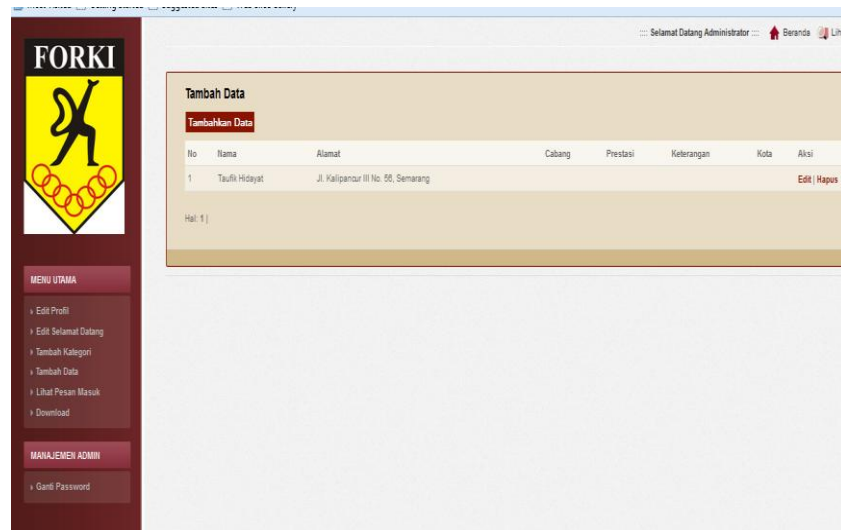 :::: Selamat Datang Administrator :::: Beranda Lih
FORKI
Tambah Data
Tambahkan Data
No Nama Alamat Cabang Prestasi Keterangan Kota Aksi
1 Taufik Hidayat Jl. Kalipancur III No. 56, Semarang Edit | Hapus
Hal: 1 |
MENU UTAMA
Edit Profil
Edit Selamat Datang
Tambah Kategori
Tambah Data
Lihat Pesan Masuk
Download
MANAJEMEN ADMIN
Ganti Password